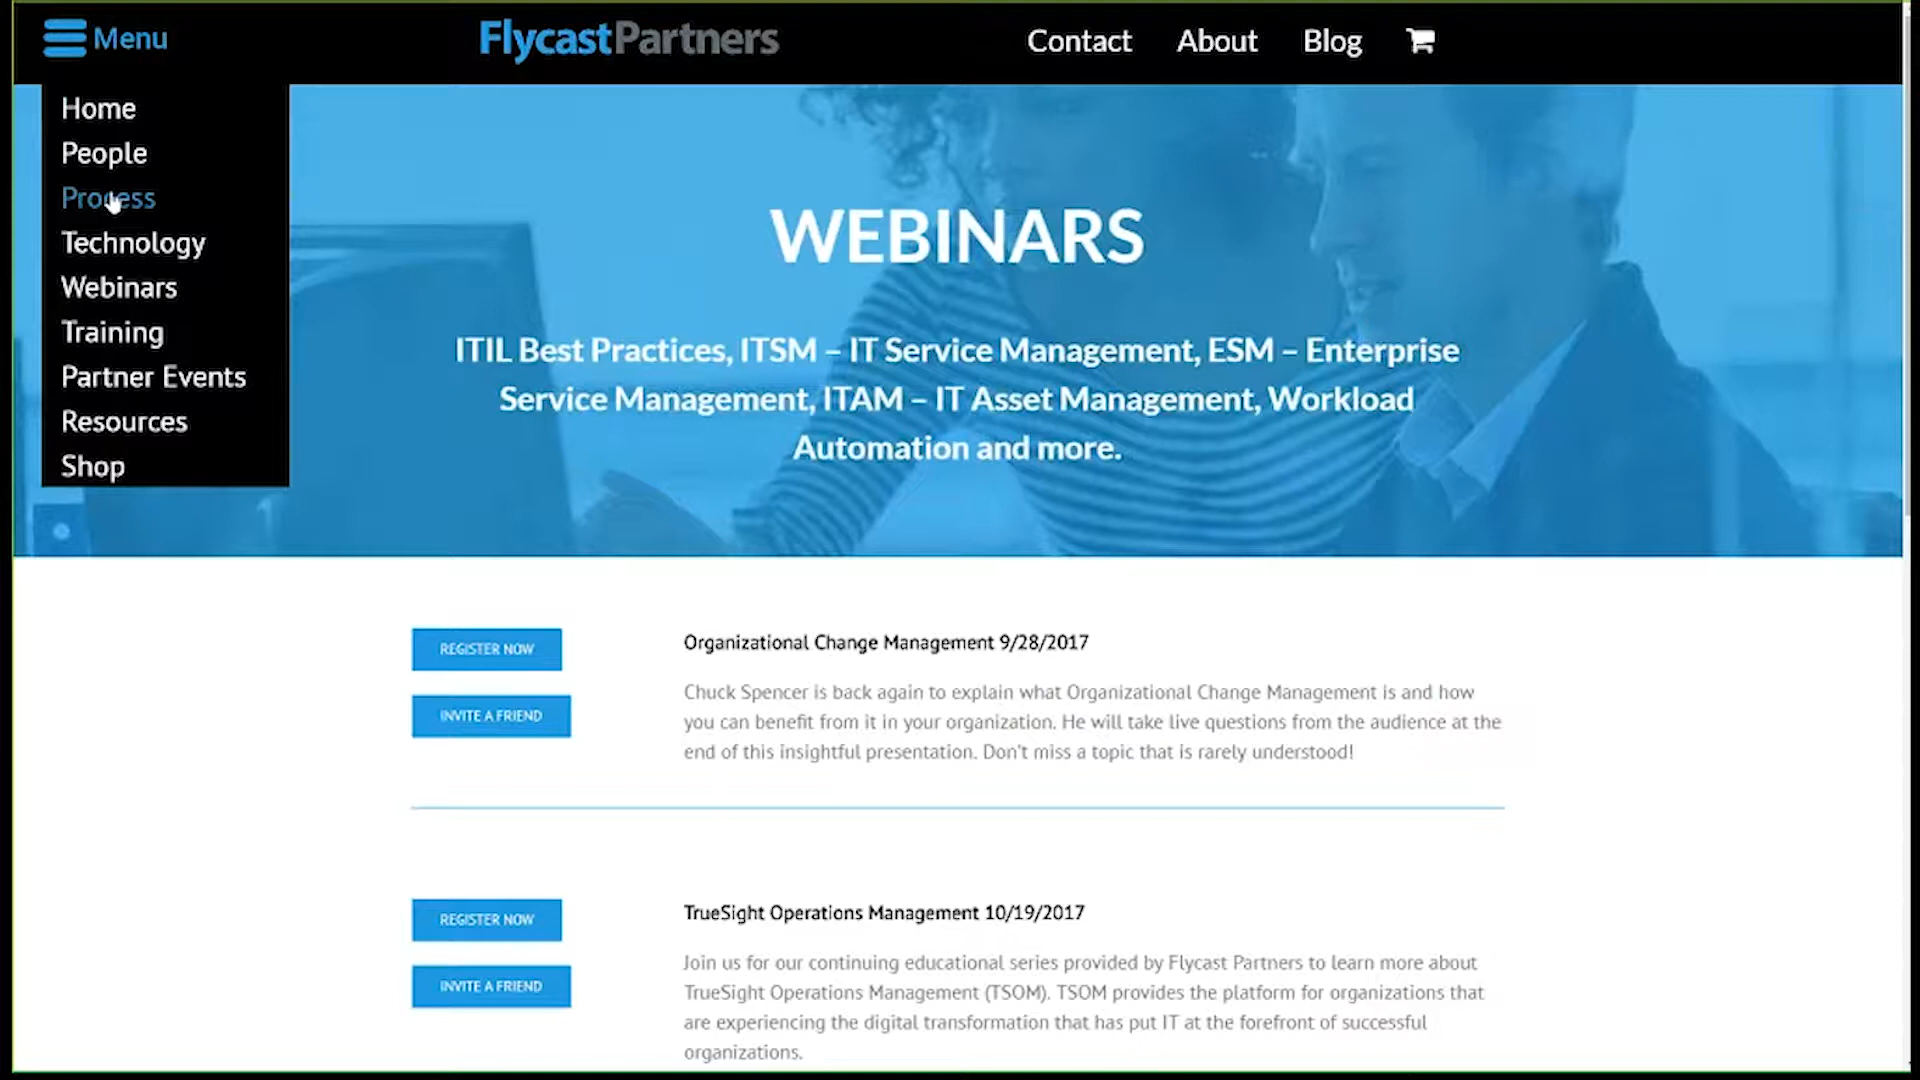 Menu
FlycastPartners
Contact
About
Blog
Home
People
Process
Technology
Webinars
Training
Partner Events
Resources
Shop
WEBINARS
ITIL Best Practices, ITSM – IT Service Management, ESM – Enterprise
Service Management, ITAM – IT Asset Management, Workload
Automation and more.
REGISTER NOW
INVITE A FRIEND
Organizational Change Management 9/28/2017
Chuck Spencer is back again to explain what Organizational Change Management is and how
you can benefit from it in your organization. He will take live questions from the audience at the
end of this insightful presentation. Don't miss a topic that is rarely understood!
REGISTER NOW
INVITE A FRIEND
TrueSight Operations Management 10/19/2017
Join us for our continuing educational series provided by Flycast Partners to learn more about
TrueSight Operations Management (TSOM). TSOM provides the platform for organizations that
are experiencing the digital transformation that has put IT at the forefront of successful
organizations.